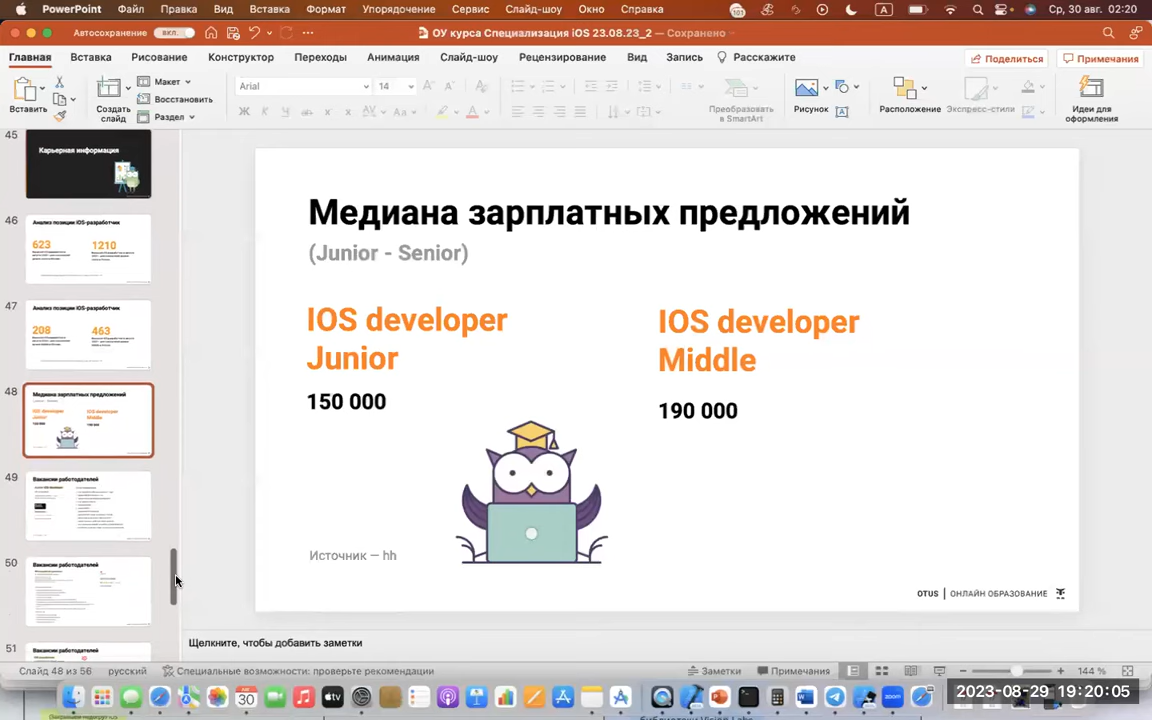 PowerPoint Файл Правка Вид Вставка Формат Упорядочение Сервис Слайд-шоу Окно Справка Ср, 30 авг. 02:20
Автосохранение вкл. ОУ курса Специализация iOS 23.08.23_2 — Сохранено
Главная Вставка Рисование Конструктор Переходы Анимация Слайд-шоу Рецензирование Вид Запись Расскажите Поделиться Примечания
Вставить
Создать слайд
Макет
Восстановить
Раздел
Arial 14
Преобразовать в SmartArt
Рисунок
Расположение
Экспресс-стили
Идеи для оформления
45
Карьерная информация
46
Анализ позиции iOS-разработчик
623 1210
47
Анализ позиции iOS-разработчик
208 463
48
Медиана зарплатных предложений
49
Вакансии работодателей
50
Вакансии работодателей
51
Вакансии работодателей
Медиана зарплатных предложений
(Junior - Senior)
IOS developer
Junior
150 000
IOS developer
Middle
190 000
Источник — hh
OTUS | ОНЛАЙН ОБРАЗОВАНИЕ
Щелкните, чтобы добавить заметки
Слайд 48 из 56 русский Специальные возможности: проверьте рекомендации Заметки Примечания 144 %
2023-08-29 19:20:05